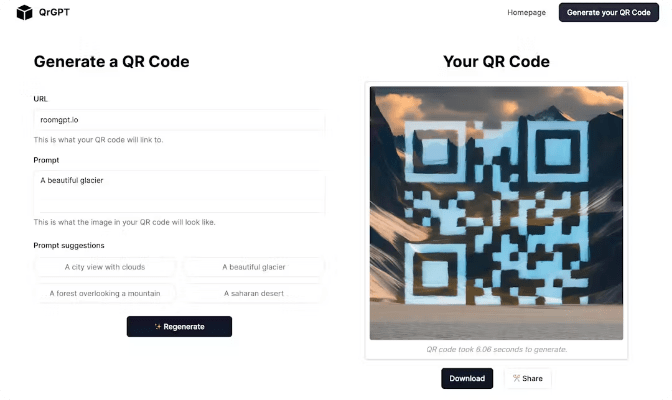 QrGPT
Homepage
Generate your QR Code
Generate a QR Code
URL
roomgpt.io
This is what your QR code will link to.
Prompt
A beautiful glacier
This is what the image in your QR code will look like.
Prompt suggestions
A city view with clouds
A beautiful glacier
A forest overlooking a mountain
A saharan desert
✨ Regenerate
Your QR Code
QR code took 6.06 seconds to generate.
Download
✂️ Share